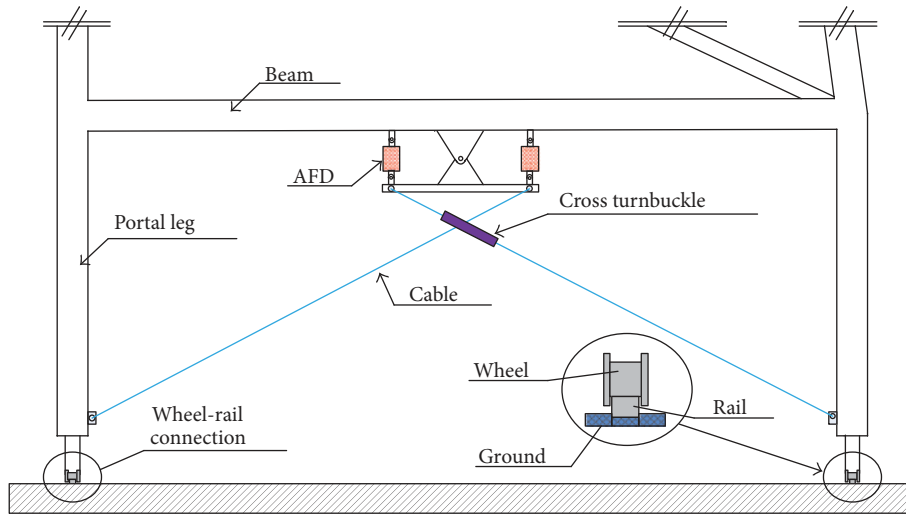 Beam
AFD
Cross turnbuckle
Portal leg
Cable
Wheel
Rail
Wheel-rail
connection
Ground